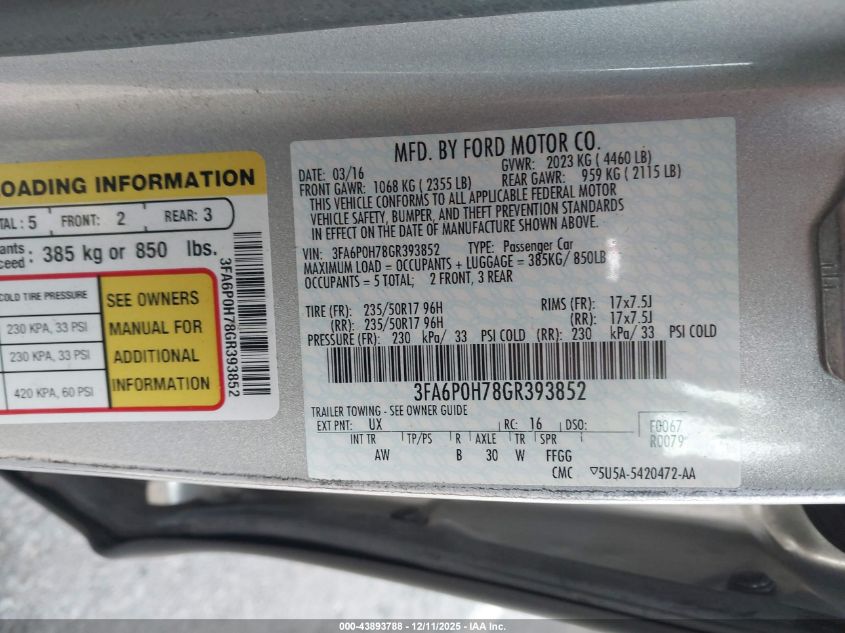 LOADING INFORMATION
TAL : 5 FRONT: 2 REAR: 3
385 kg or 850 lbs.
COLD TIRE PRESSURE
230 KPA, 33 PSI
230 KPA, 33 PSI
420 KPA, 60 PSI
SEE OWNERS
MANUAL FOR
ADDITIONAL
INFORMATION
3FA6P0H78GR393852
MFD. BY FORD MOTOR CO.
DATE: 03/16 GVWR: 2023 KG ( 4460 LB)
FRONT GAWR: 1068 KG ( 2355 LB) REAR GAWR: 959 KG ( 2115 LB)
THIS VEHICLE CONFORMS TO ALL APPLICABLE FEDERAL MOTOR
VEHICLE SAFETY, BUMPER, AND THEFT PREVENTION STANDARDS
IN EFFECT ON THE DATE OF MANUFACTURE SHOWN ABOVE.
VIN: 3FA6P0H78GR393852 TYPE: Passenger Car
MAXIMUM LOAD = OCCUPANTS + LUGGAGE = 385KG/ 850LB
OCCUPANTS = 5 TOTAL; 2 FRONT, 3 REAR
TIRE (FR): 235/50R17 96H RIMS (FR): 17x7.5J
(RR): 235/50R17 96H (RR): 17x7.5J
PRESSURE (FR): 230 kPa/ 33 PSI COLD (RR): 230 kPa/ 33 PSI COLD
3FA6P0H78GR393852
TRAILER TOWING - SEE OWNER GUIDE
EXT PNT: UX RC: 16 DSO: F0067
R0079
INT TR TP/PS R AXLE TR SPR
AW B 30 W FFGG
CMC ▽5U5A-5420472-AA
000-43893788 - 12/11/2025 - IAA Inc.